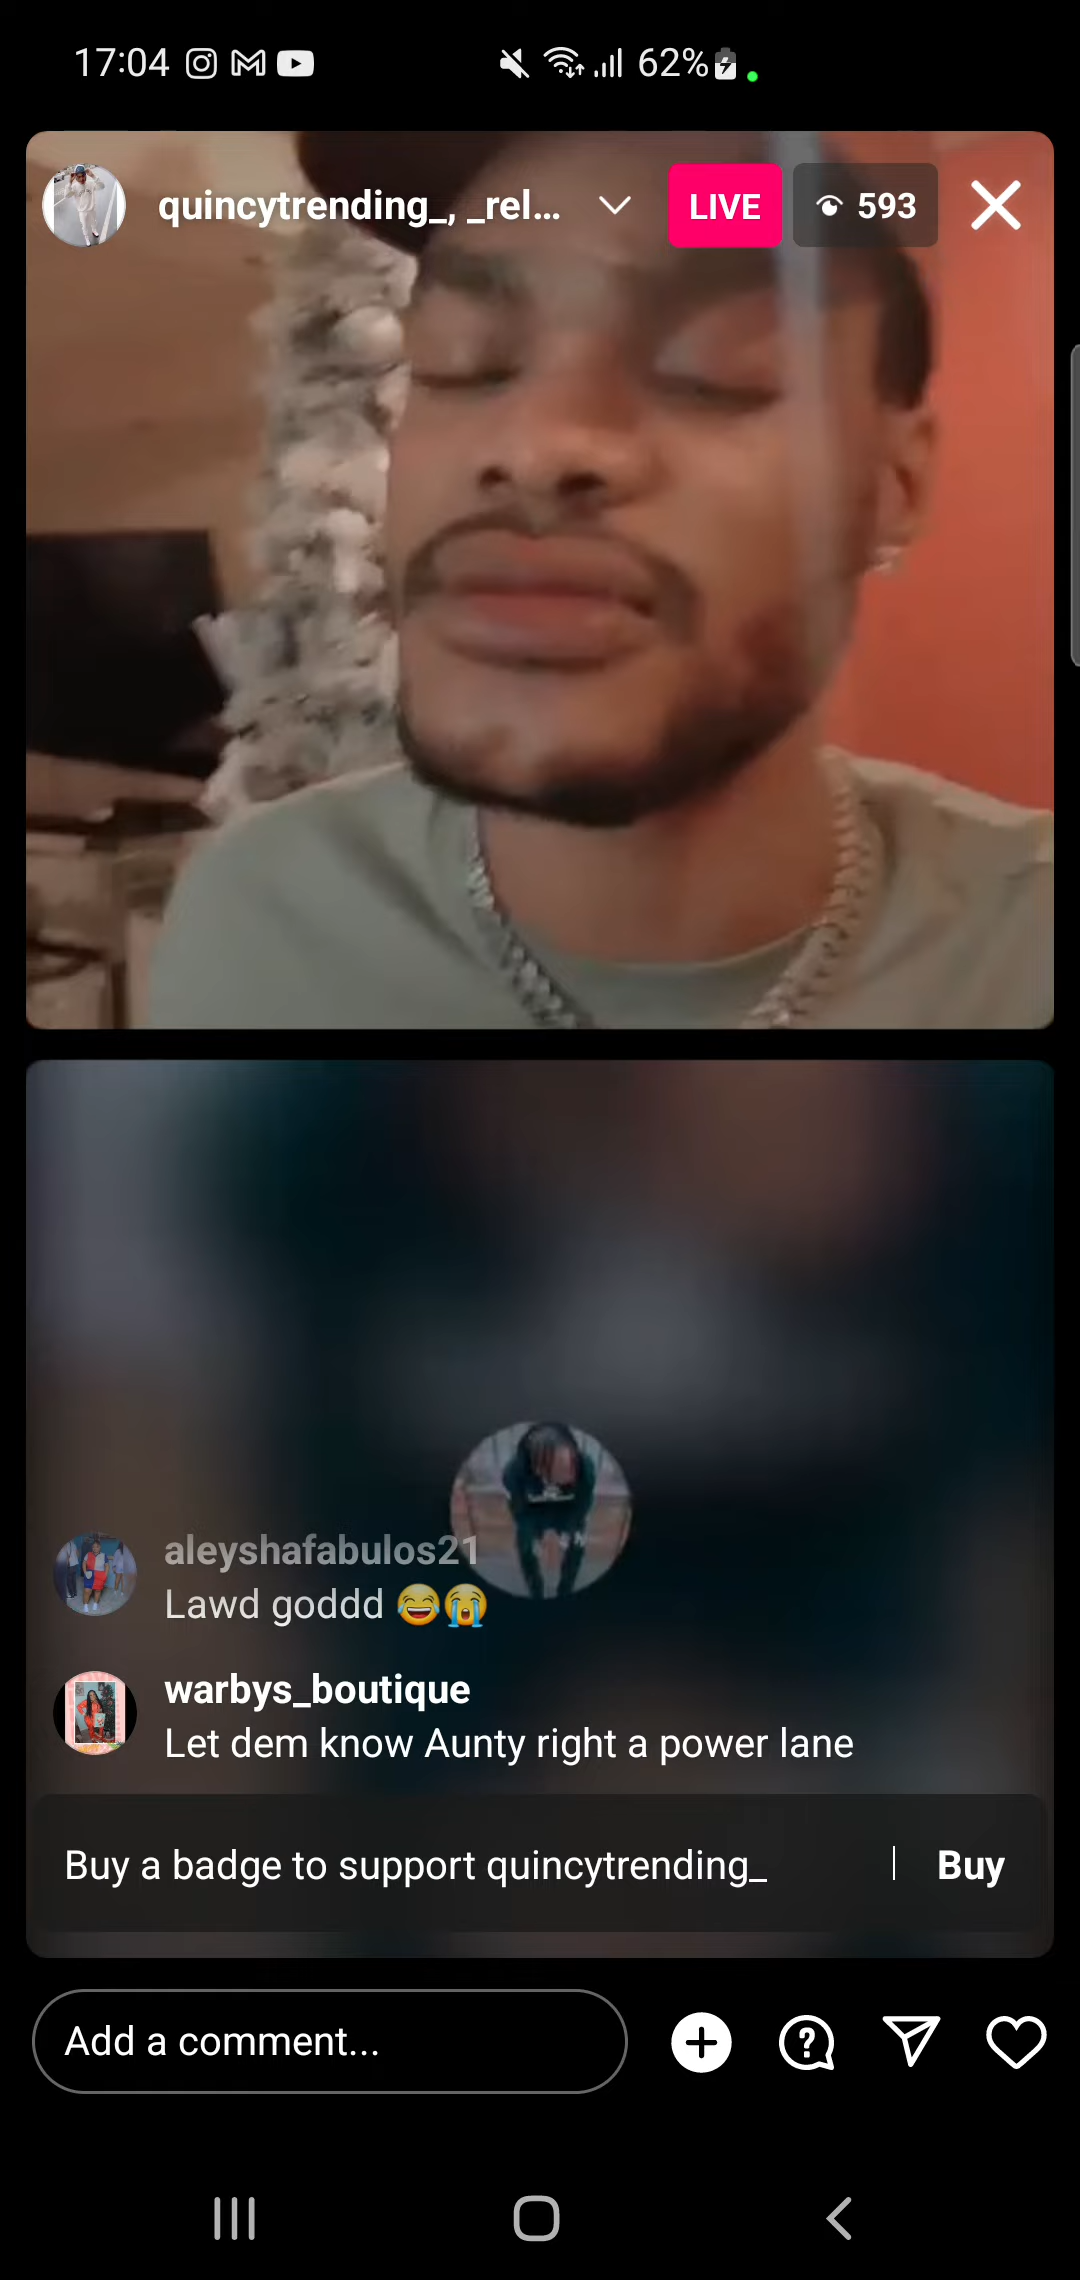 17:04 62%
quincytrending_, _rel... LIVE 593
aleyshafabulos21
Lawd goddd 😂😭
warbys_boutique
Let dem know Aunty right a power lane
Buy a badge to support quincytrending_ | Buy
Add a comment...